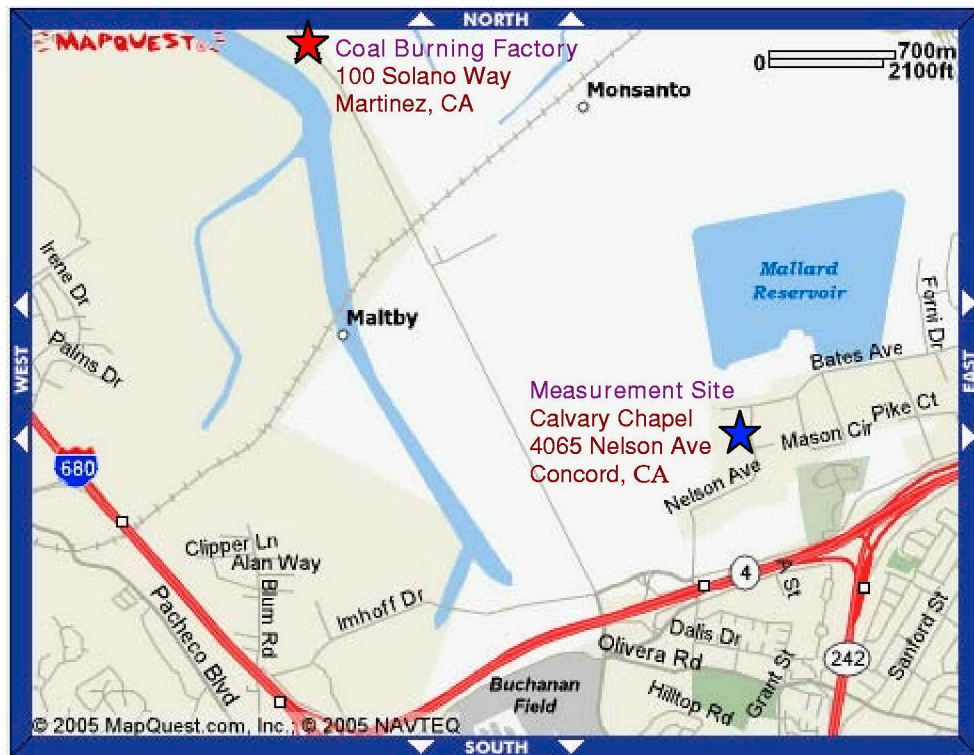 NORTH
MAPQUEST
Coal Burning Factory
100 Solano Way
Martinez, CA
0
700m
2100ft
Monsanto
Mallard
Reservoir
Irene Dr
Forni Dr
Maltby
WEST
EAST
Palms Dr
Bates Ave
Measurement Site
Calvary Chapel
4065 Nelson Ave
Concord, CA
Pike Ct
Mason Cir
680
Nelson Ave
Clipper Ln
Alan Way
4
A St
Blum Rd
Imhoff Dr
Pacheco Blvd
Dalis Dr
Olivera Rd
Sanford St
242
Grant St
Buchanan
Field
Hilltop Rd
© 2005 MapQuest.com, Inc.; © 2005 NAVTEQ
SOUTH